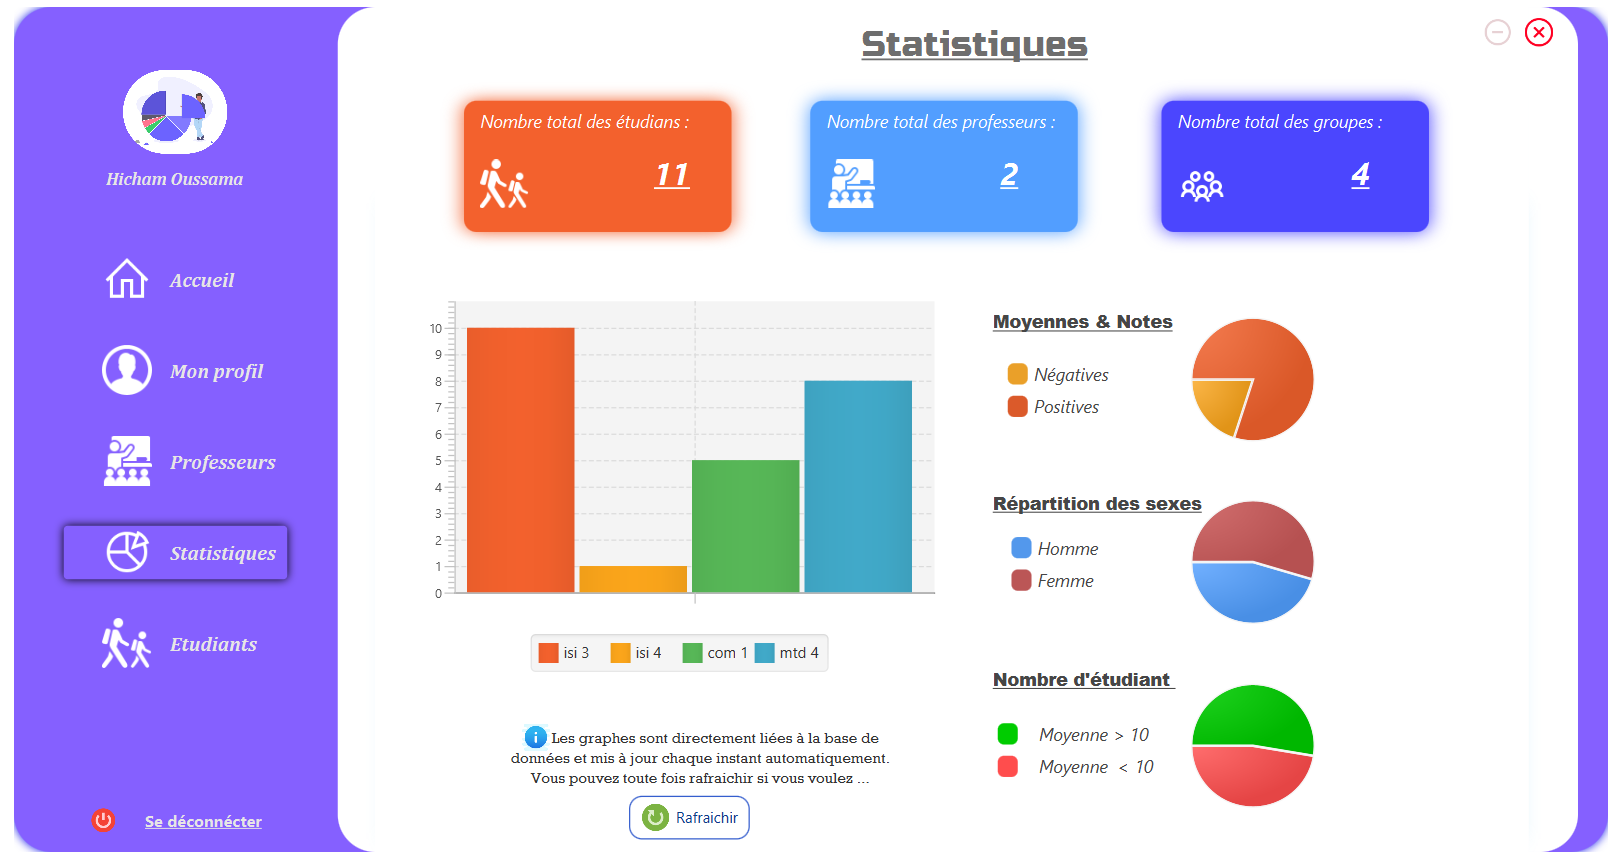 Statistiques
Hicham Oussama
Accueil
Mon profil
Professeurs
Statistiques
Etudiants
Se déconnécter
Nombre total des étudians :
11
Nombre total des professeurs :
2
Nombre total des groupes :
4
10
9
8
7
6
5
4
3
2
1
0
isi 3 isi 4 com 1 mtd 4
Les graphes sont directement liées à la base de
données et mis à jour chaque instant automatiquement.
Vous pouvez toute fois rafraichir si vous voulez ...
Rafraichir
Moyennes & Notes
Négatives
Positives
Répartition des sexes
Homme
Femme
Nombre d'étudiant
Moyenne > 10
Moyenne < 10